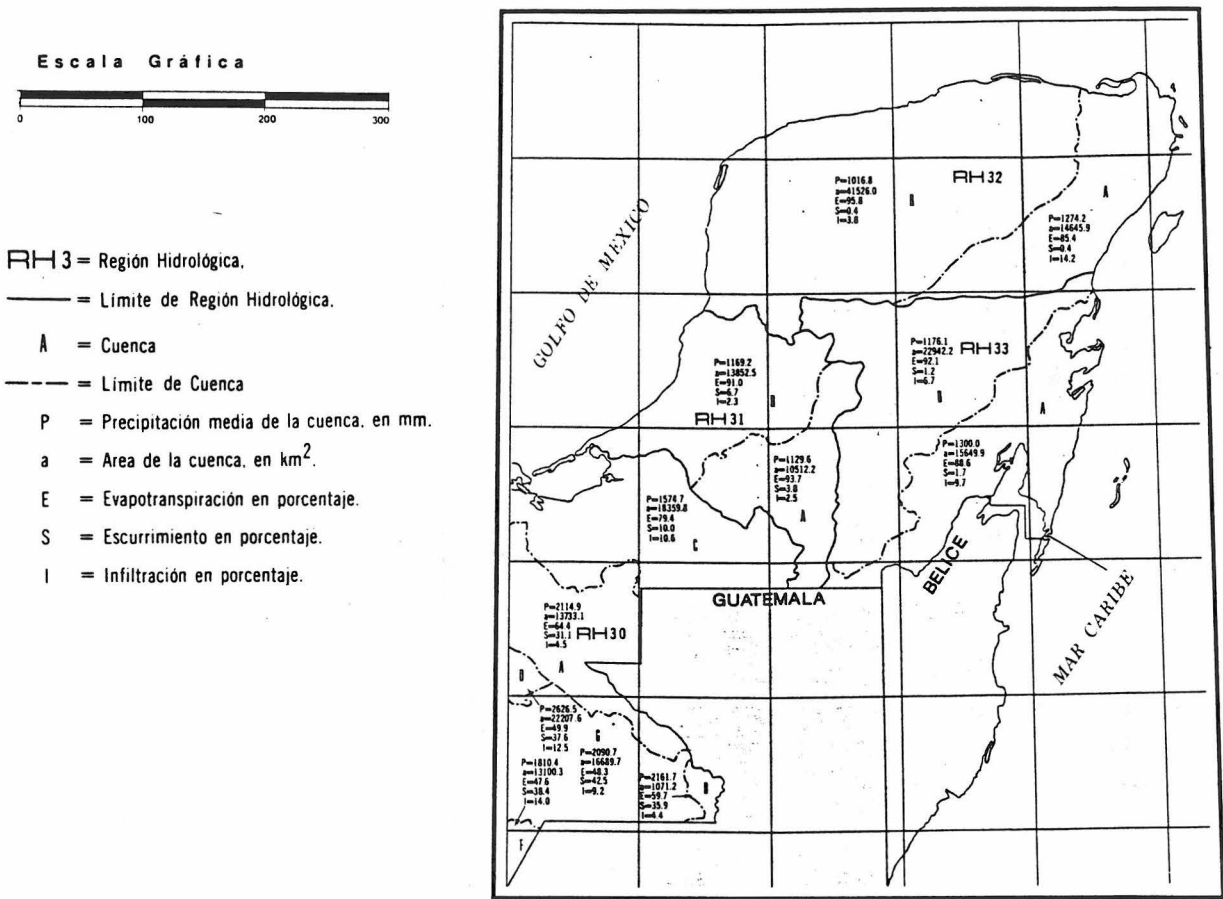 Escala Gráfica
0 100 200 300
RH 3 = Región Hidrológica.
= Límite de Región Hidrológica.
A = Cuenca
= Límite de Cuenca
P = Precipitación media de la cuenca, en mm.
a = Area de la cuenca, en km².
E = Evapotranspiración en porcentaje.
S = Escurrimiento en porcentaje.
I = Infiltración en porcentaje.
GOLFO DE MEXICO
RH 32
P=1016.8
a=41526.0
E=95.8
S=0.4
I=3.8
B
A
P=1274.2
a=14645.9
E=85.4
S=0.4
I=14.2
P=1176.1
a=22942.2
E=92.1
S=1.2
I=6.7
RH 33
B
A
P=1169.2
a=13852.5
E=91.0
S=6.7
I=2.3
B
RH 31
P=1300.0
a=15649.9
E=88.6
S=1.7
I=9.7
P=1129.6
a=10512.2
E=93.7
S=3.8
I=2.5
A
P=1574.7
a=18359.8
E=79.4
S=10.0
I=10.6
C
GUATEMALA
BELICE
MAR CARIBE
P=2114.9
a=13733.1
E=64.4
S=31.1
I=4.5
RH 30
A
D
P=2626.5
a=22207.6
E=49.9
S=37.6
I=12.5
G
P=2090.7
a=16689.7
E=48.3
S=42.5
I=9.2
P=1810.4
a=13100.3
E=47.6
S=38.4
I=14.0
P=2161.7
a=1071.2
E=59.7
S=35.9
I=4.4
B
F